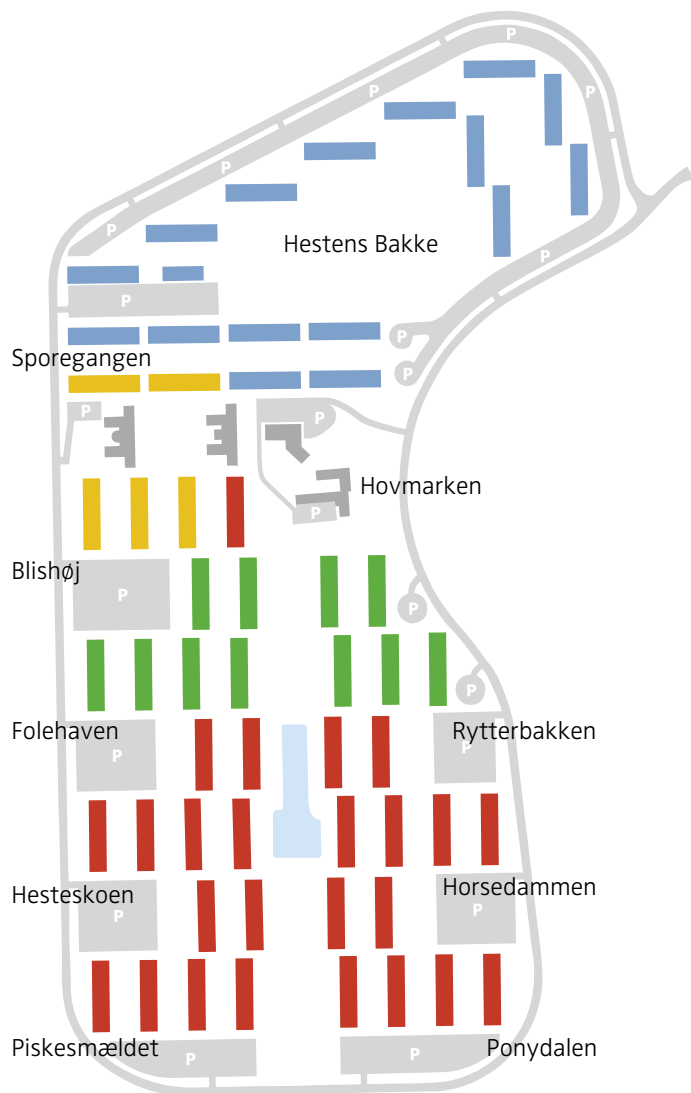 P
P
P
P
P
Hestens Bakke
P
P
P
Sporegangen
P
P
P
Hovmarken
P
Blishøj
P
P
P
Folehaven
Rytterbakken
P
P
Hesteskoen
Horsedammen
P
P
Piskesmældet
Ponydalen
P
P